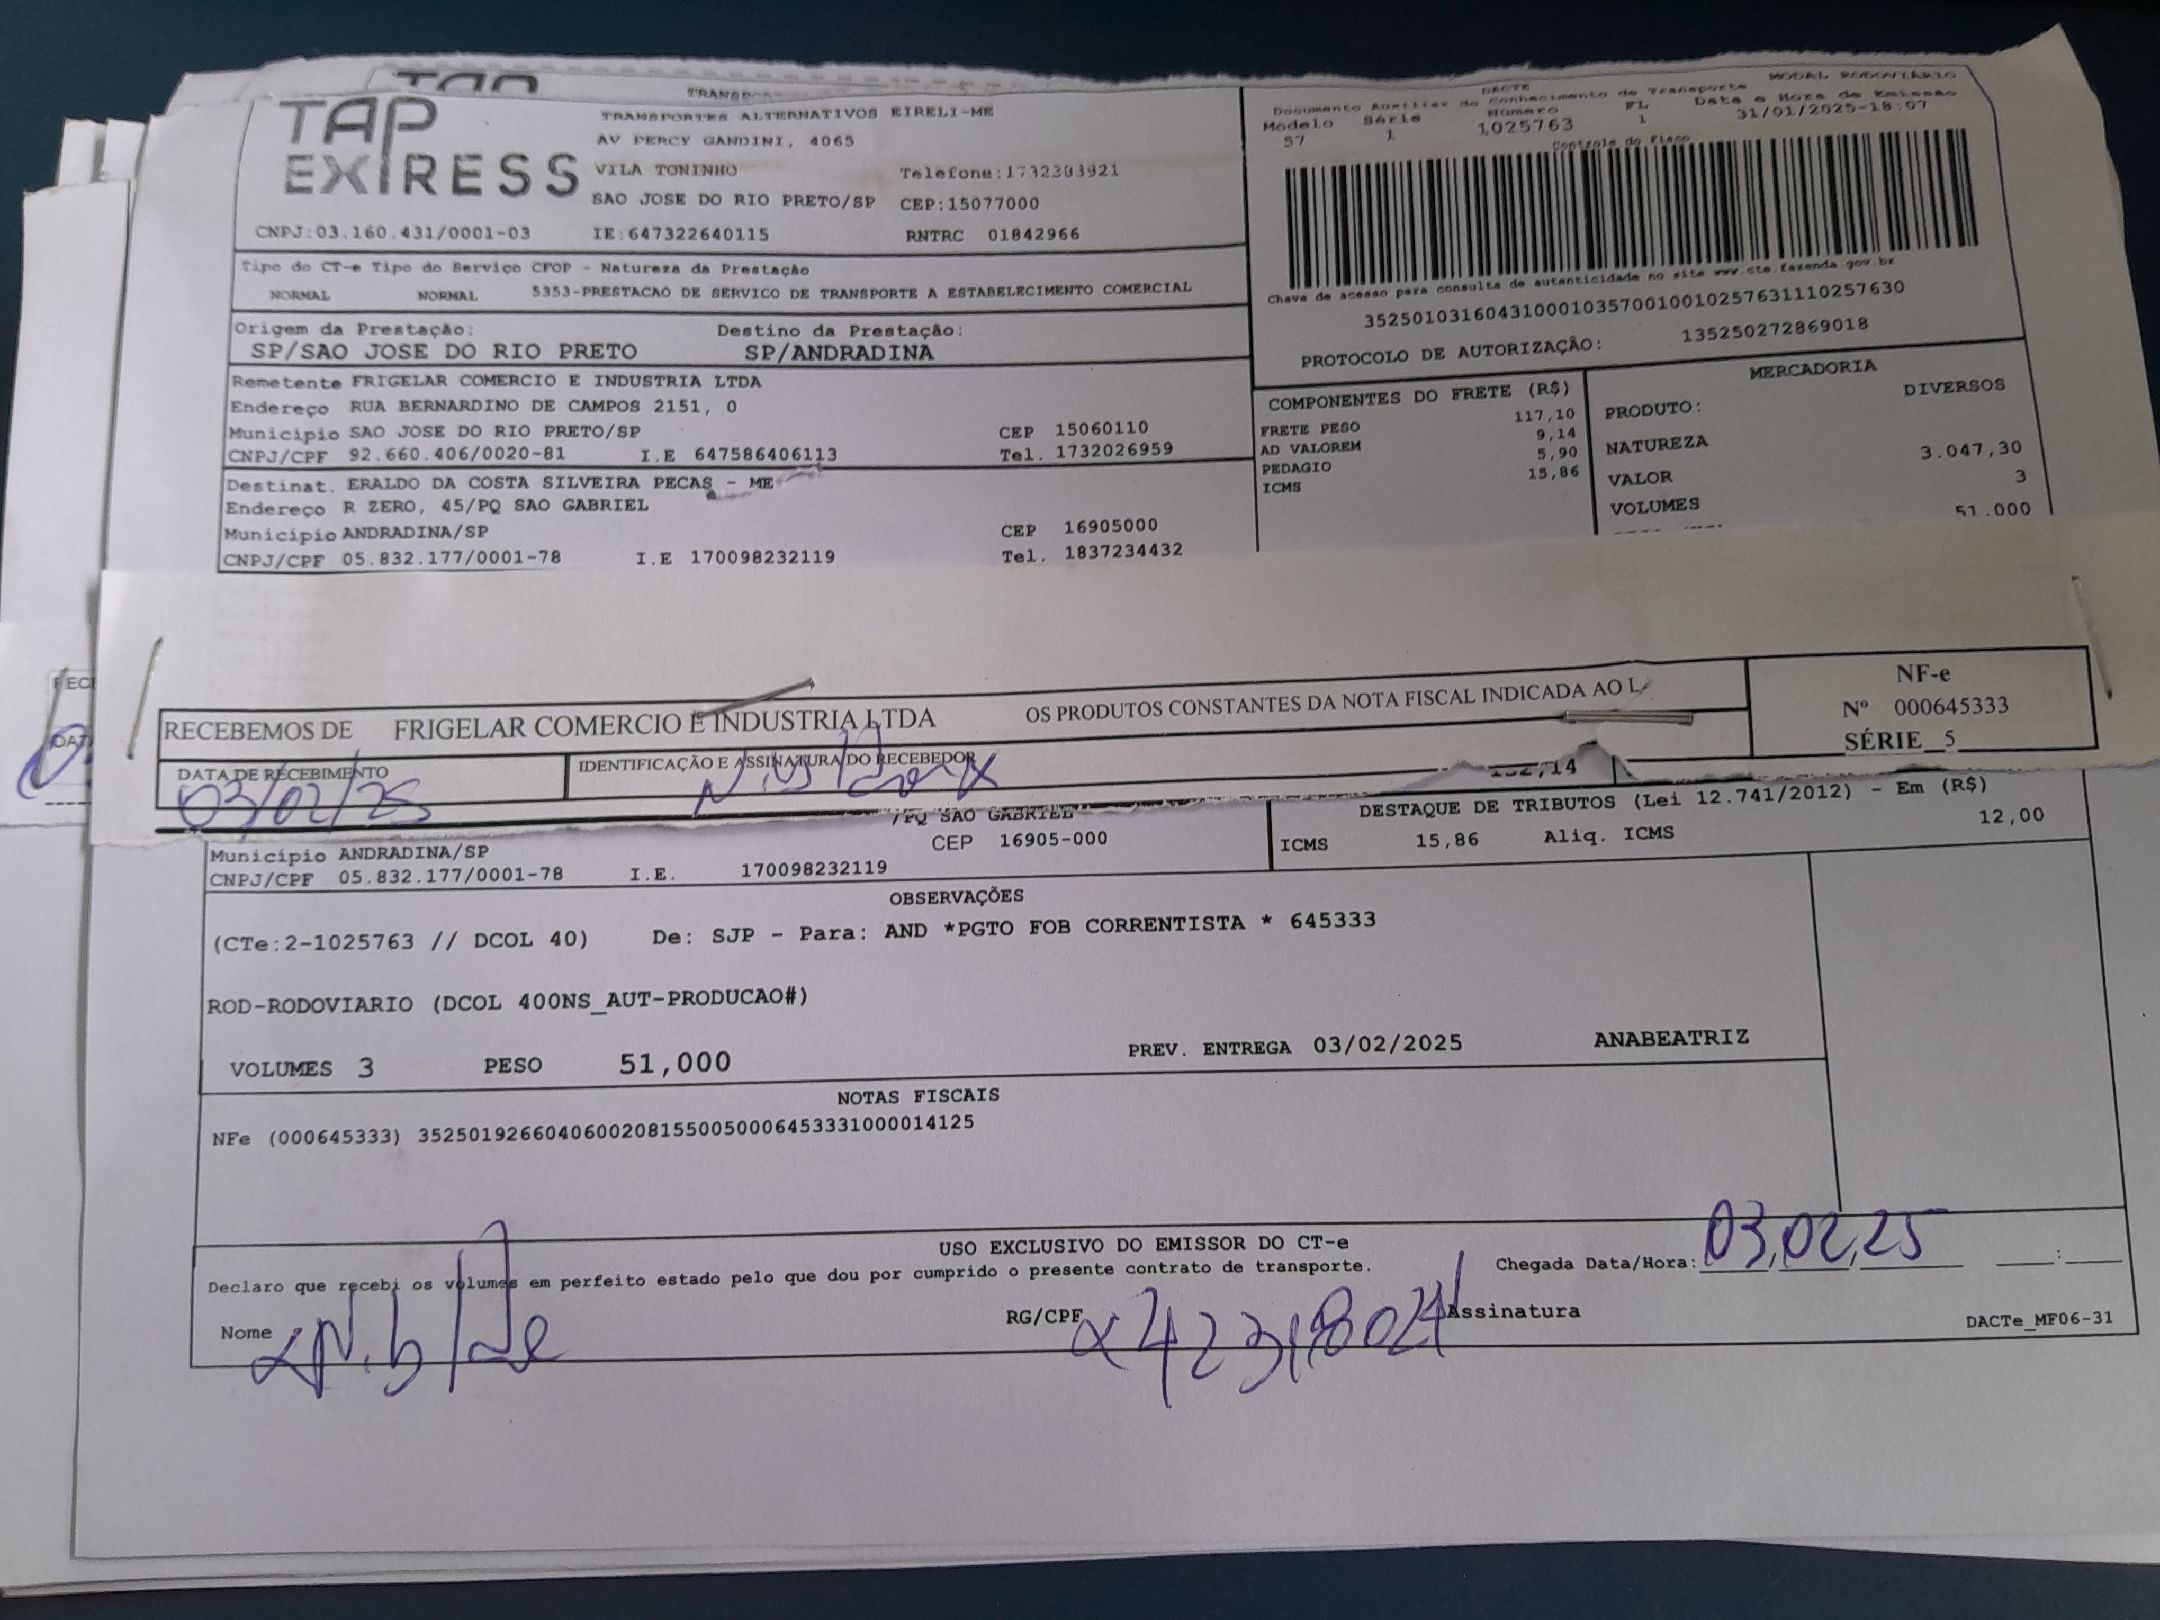 TAP
TRANSPOR
TAP
EXPRESS
TRANSPORTES ALTERNATIVOS EIRELI-ME
AV PERCY GANDINI, 4065
VILA TONINHO Telefone:1732303921
SAO JOSE DO RIO PRETO/SP CEP:15077000
CNPJ:03.160.431/0001-03 IE:647322640115 RNTRC 01842966
DACTE MODAL RODOVIÁRIO
Documento Auxiliar do Conhecimento de Transporte
Modelo Série Número FL Data e Hora de Emissão
57 1 1025763 1 31/01/2025-18:07
Controle do Fisco
Chave de acesso para consulta de autenticidade no site www.cte.fazenda.gov.br
35250103160431000103570010010257631110257630
PROTOCOLO DE AUTORIZAÇÃO: 135250272869018
Tipo do CT-e Tipo do Serviço CFOP - Natureza da Prestação
NORMAL NORMAL 5353-PRESTACAO DE SERVICO DE TRANSPORTE A ESTABELECIMENTO COMERCIAL
Origem da Prestação: Destino da Prestação:
SP/SAO JOSE DO RIO PRETO SP/ANDRADINA
Remetente FRIGELAR COMERCIO E INDUSTRIA LTDA
Endereço RUA BERNARDINO DE CAMPOS 2151, 0
Município SAO JOSE DO RIO PRETO/SP CEP 15060110
CNPJ/CPF 92.660.406/0020-81 I.E 647586406113 Tel. 1732026959
Destinat. ERALDO DA COSTA SILVEIRA PECAS - ME
Endereço R ZERO, 45/PQ SAO GABRIEL
Município ANDRADINA/SP CEP 16905000
CNPJ/CPF 05.832.177/0001-78 I.E 170098232119 Tel. 1837234432
COMPONENTES DO FRETE (R$)
FRETE PESO 117,10
AD VALOREM 9,14
PEDAGIO 5,90
ICMS 15,86
MERCADORIA
PRODUTO: DIVERSOS
NATUREZA
VALOR 3.047,30
VOLUMES 3
51.000
RECEBEMOS DE FRIGELAR COMERCIO E INDUSTRIA LTDA OS PRODUTOS CONSTANTES DA NOTA FISCAL INDICADA AO L
NF-e
Nº 000645333
SÉRIE 5
DATA DE RECEBIMENTO IDENTIFICAÇÃO E ASSINATURA DO RECEBEDOR
03/02/25
132,14
/PQ SAO GABRIEL
CEP 16905-000
Município ANDRADINA/SP
CNPJ/CPF 05.832.177/0001-78 I.E. 170098232119
DESTAQUE DE TRIBUTOS (Lei 12.741/2012) - Em (R$)
ICMS 15,86 Aliq. ICMS 12,00
OBSERVAÇÕES
(CTe:2-1025763 // DCOL 40) De: SJP - Para: AND *PGTO FOB CORRENTISTA * 645333
ROD-RODOVIARIO (DCOL 400NS_AUT-PRODUCAO#)
VOLUMES 3 PESO 51,000 PREV. ENTREGA 03/02/2025 ANABEATRIZ
NOTAS FISCAIS
NFe (000645333) 35250192660406002081550050006453331000014125
USO EXCLUSIVO DO EMISSOR DO CT-e
Declaro que recebi os volumes em perfeito estado pelo que dou por cumprido o presente contrato de transporte.
Chegada Data/Hora: 03,02,25 :
Nome RG/CPF Assinatura
DACTe_MF06-31